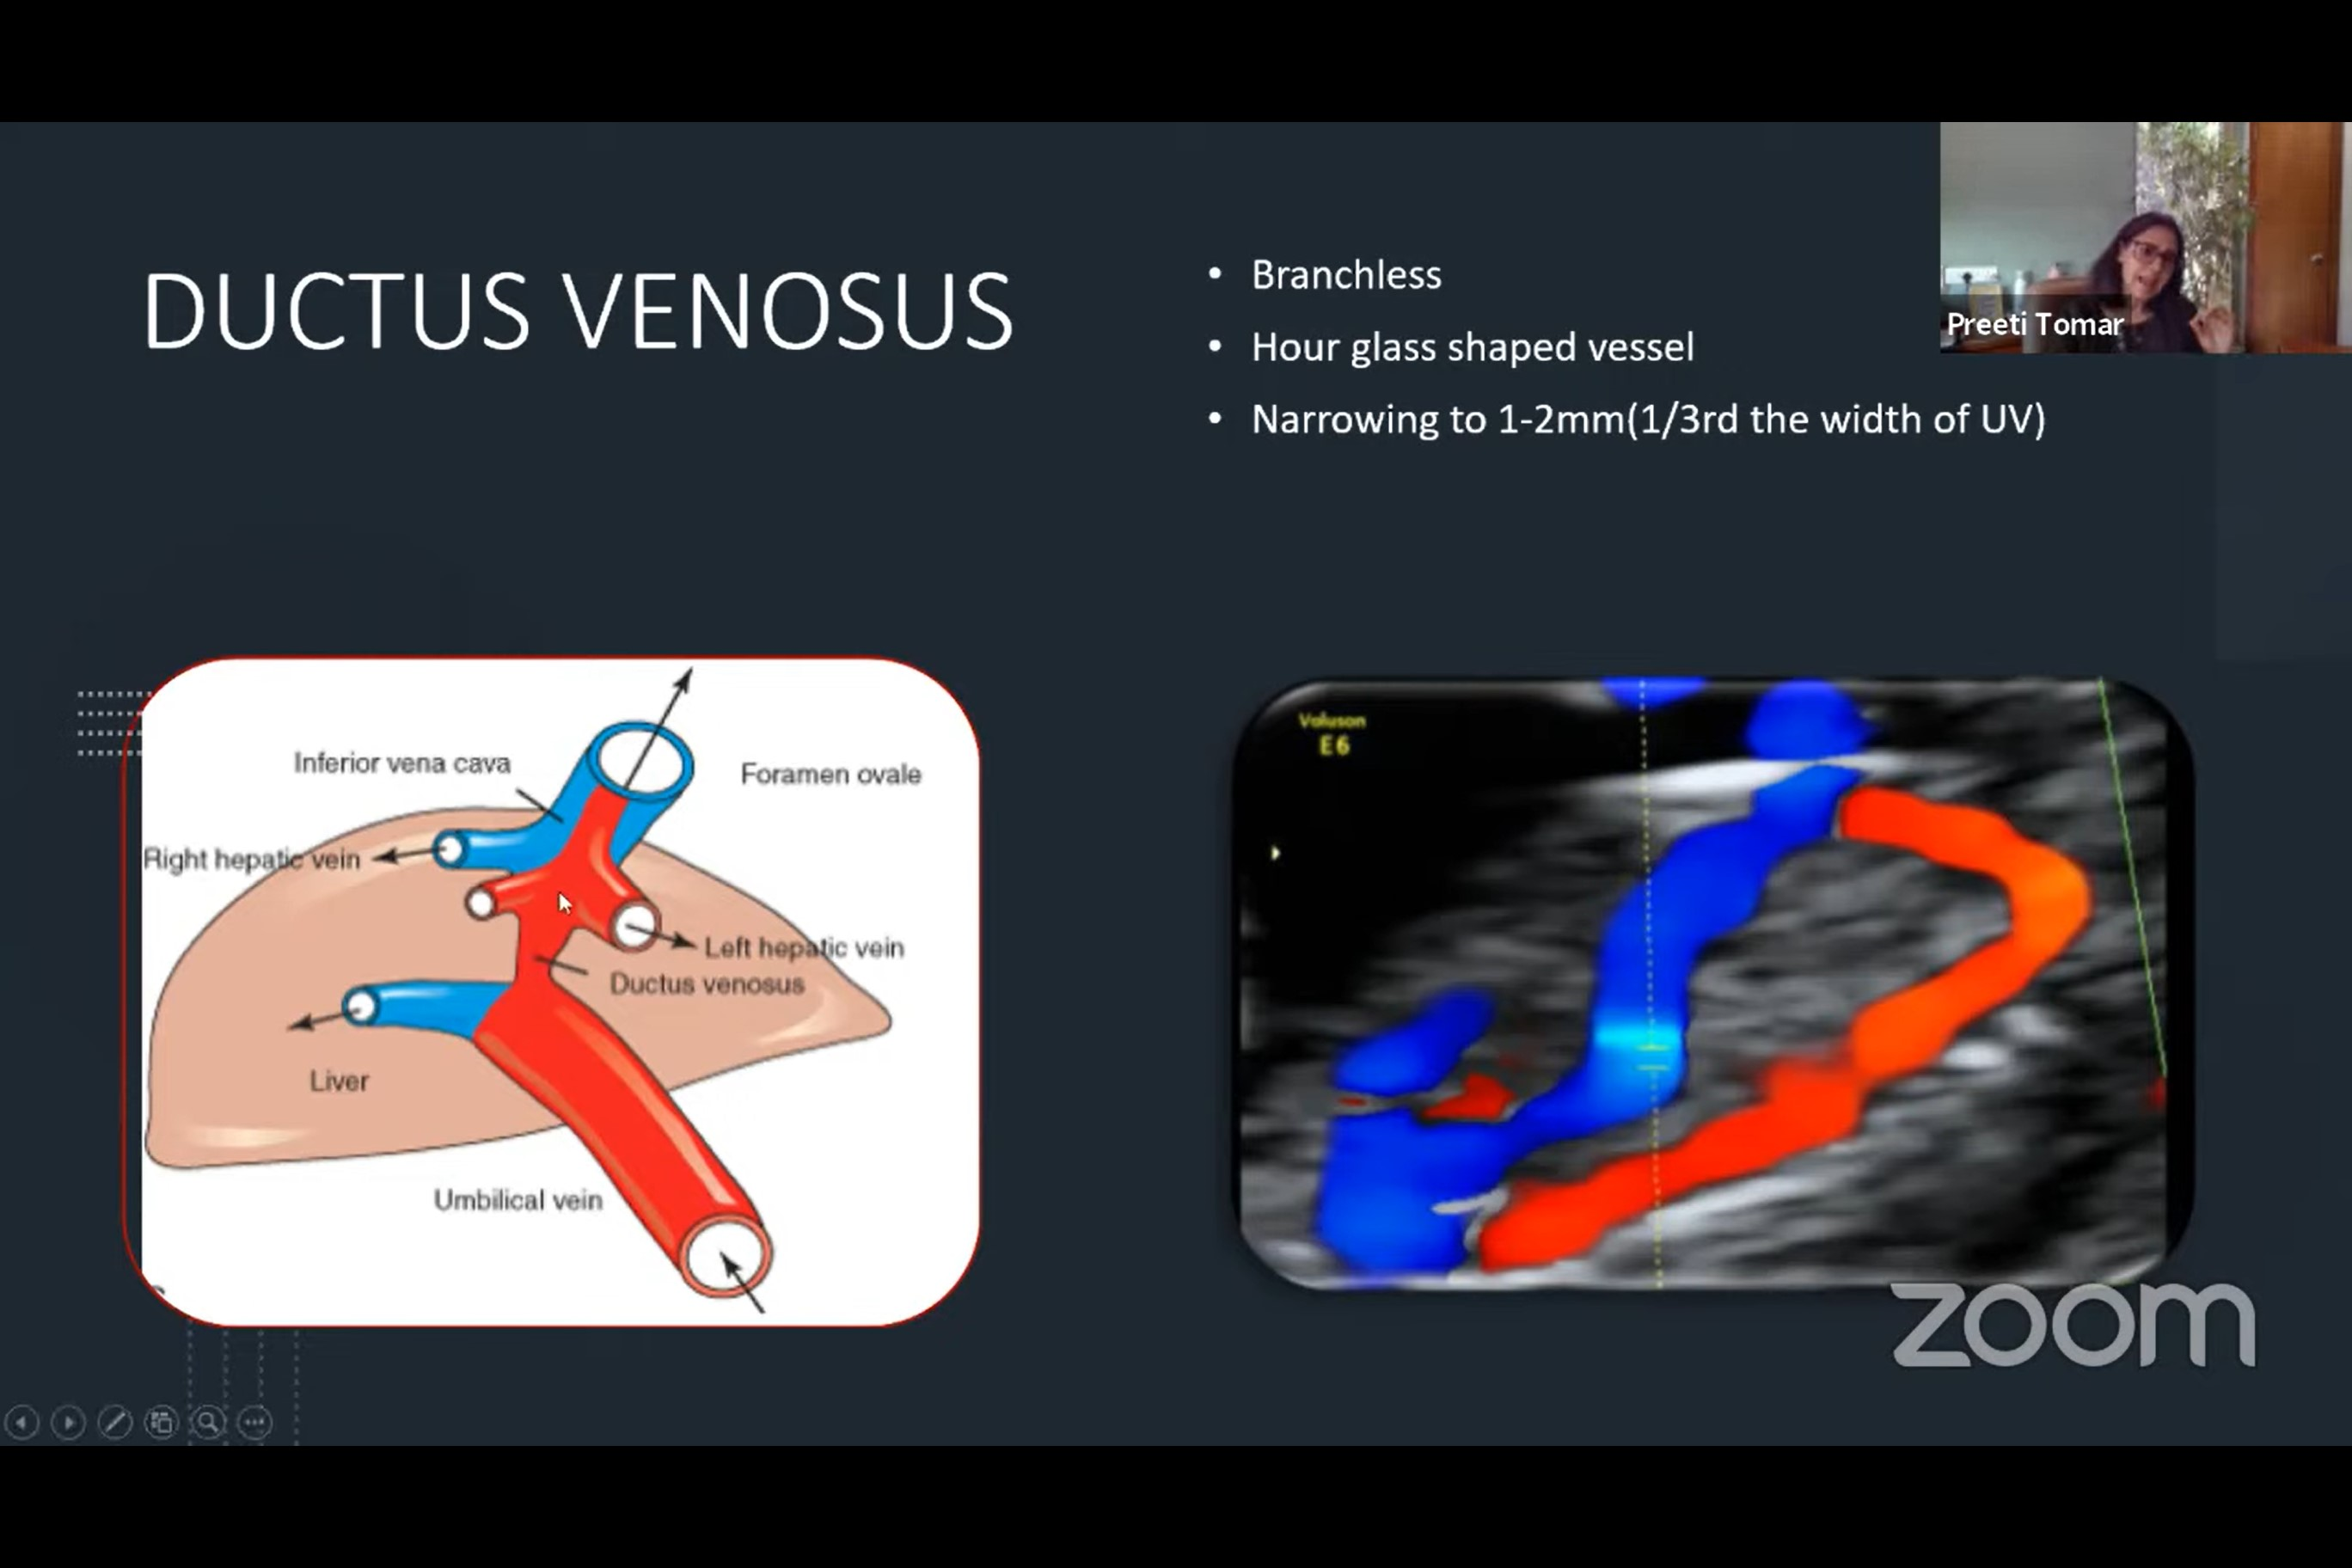 DUCTUS VENOSUS
• Branchless
• Hour glass shaped vessel
• Narrowing to 1-2mm(1/3rd the width of UV)
Preeti Tomar
Inferior vena cava
Foramen ovale
Right hepatic vein
Left hepatic vein
Ductus venosus
Liver
Umbilical vein
Voluson
E6
zoom